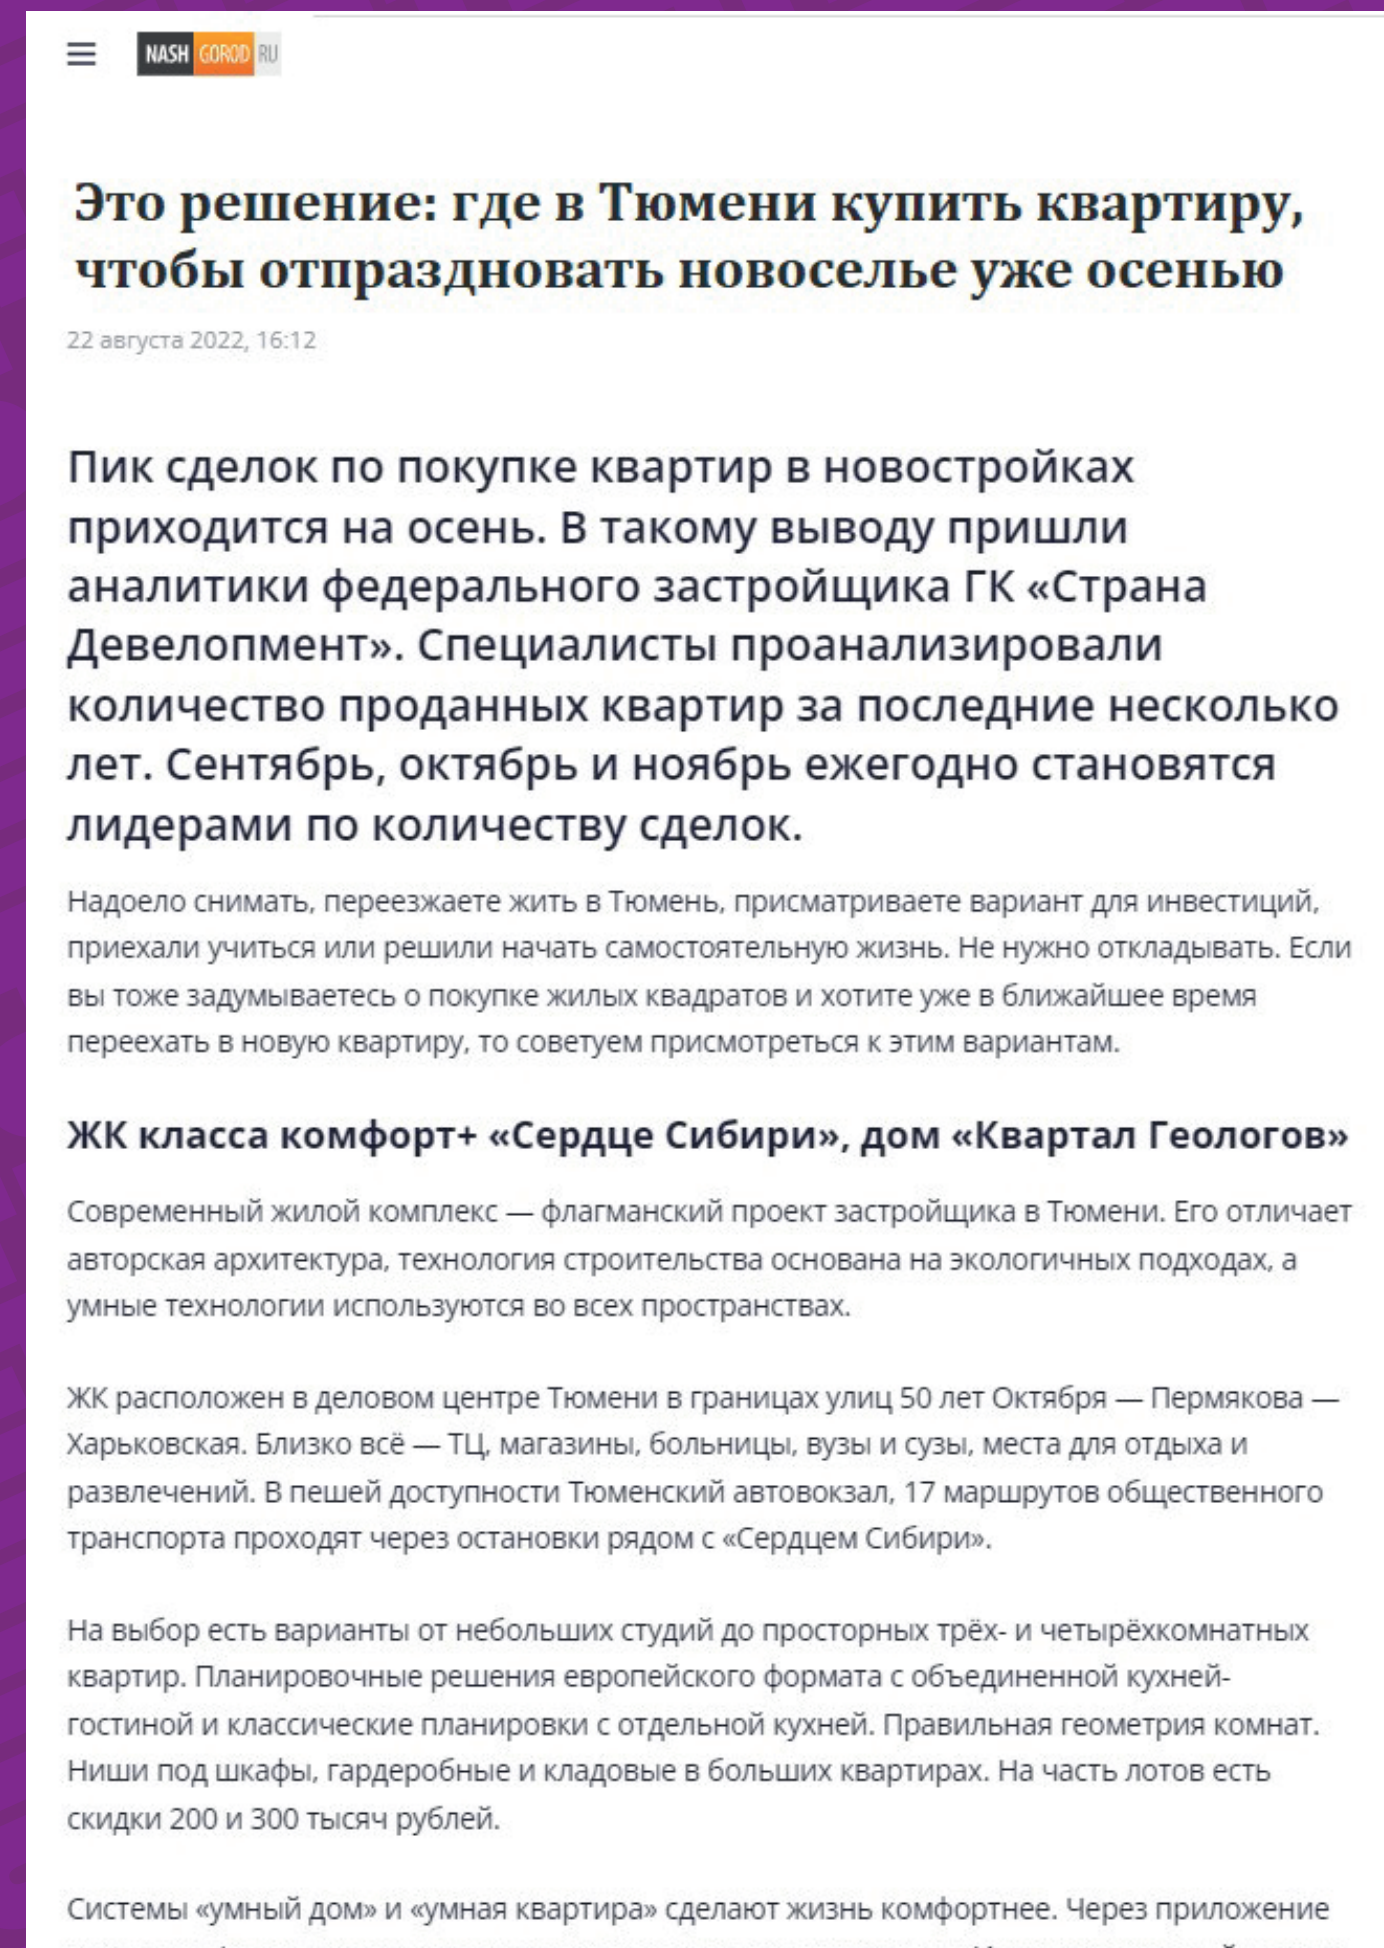 NASH GOROD RU
Это решение: где в Тюмени купить квартиру,
чтобы отпраздновать новоселье уже осенью
22 августа 2022, 16:12
Пик сделок по покупке квартир в новостройках
приходится на осень. В такому выводу пришли
аналитики федерального застройщика ГК «Страна
Девелопмент». Специалисты проанализировали
количество проданных квартир за последние несколько
лет. Сентябрь, октябрь и ноябрь ежегодно становятся
лидерами по количеству сделок.
Надоело снимать, переезжаете жить в Тюмень, присматриваете вариант для инвестиций,
приехали учиться или решили начать самостоятельную жизнь. Не нужно откладывать. Если
вы тоже задумываетесь о покупке жилых квадратов и хотите уже в ближайшее время
переехать в новую квартиру, то советуем присмотреться к этим вариантам.
ЖК класса комфорт+ «Сердце Сибири», дом «Квартал Геологов»
Современный жилой комплекс — флагманский проект застройщика в Тюмени. Его отличает
авторская архитектура, технология строительства основана на экологичных подходах, а
умные технологии используются во всех пространствах.
ЖК расположен в деловом центре Тюмени в границах улиц 50 лет Октября — Пермякова —
Харьковская. Близко всё — ТЦ, магазины, больницы, вузы и сузы, места для отдыха и
развлечений. В пешей доступности Тюменский автовокзал, 17 маршрутов общественного
транспорта проходят через остановки рядом с «Сердцем Сибири».
На выбор есть варианты от небольших студий до просторных трёх- и четырёхкомнатных
квартир. Планировочные решения европейского формата с объединенной кухней-
гостиной и классические планировки с отдельной кухней. Правильная геометрия комнат.
Ниши под шкафы, гардеробные и кладовые в больших квартирах. На часть лотов есть
скидки 200 и 300 тысяч рублей.
Системы «умный дом» и «умная квартира» сделают жизнь комфортнее. Через приложение